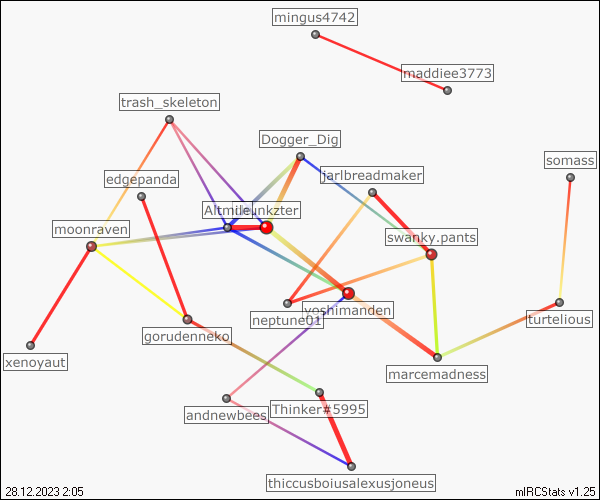 mingus4742
maddiee3773
trash_skeleton
Dogger_Dig
somass
jarlbreadmaker
edgepanda
moonraven
swanky.pants
neptune01
yoshimanden
turtelious
gorudenneko
xenoyaut
marcemadness
andnewbees
Thinker#5995
thiccusboiusalexusjoneus
28.12.2023 2:05
mIRCStats v1.25